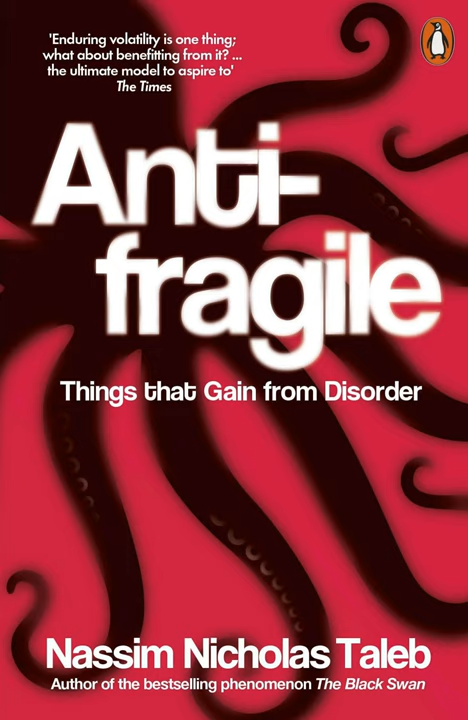 'Enduring volatility is one thing;
what about benefitting from it? ...
the ultimate model to aspire to'
The Times
Anti-
fragile
Things that Gain from Disorder
Nassim Nicholas Taleb
Author of the bestselling phenomenon The Black Swan